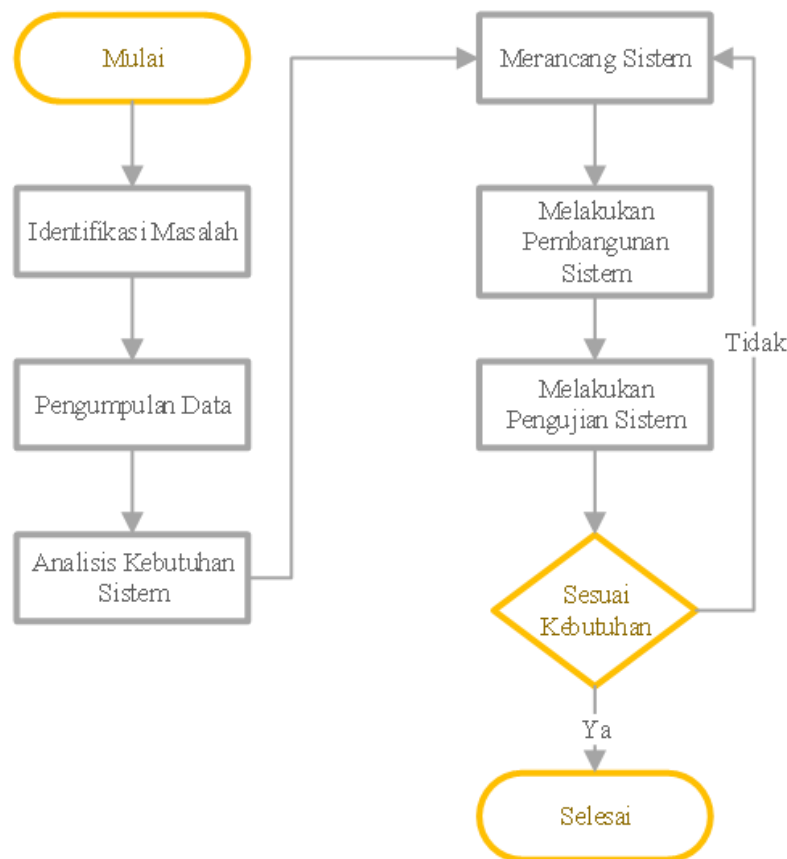 Mulai
Identifikasi Masalah
Pengumpulan Data
Analisis Kebutuhan
Sistem
Merancang Sistem
Melakukan
Pembangunan
Sistem
Melakukan
Pengujian Sistem
Sesuai
Kebutuhan
Tidak
Ya
Selesai